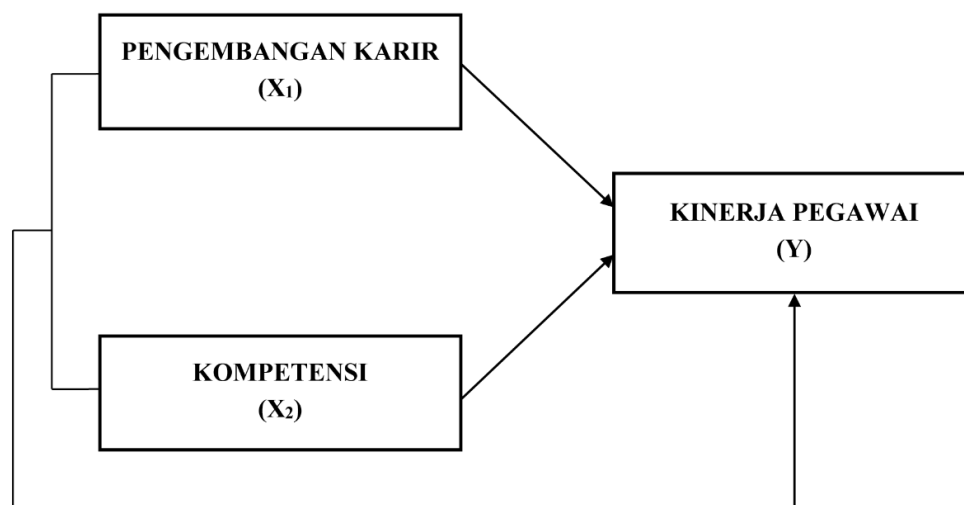 PENGEMBANGAN KARIR
(X₁)
KINERJA PEGAWAI
(Y)
KOMPETENSI
(X₂)